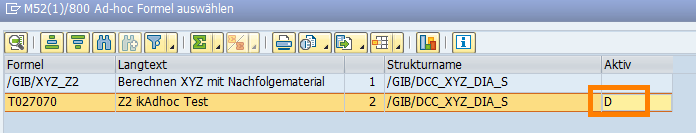 M52(1)/800 Ad-hoc Formel auswählen
Formel Langtext Strukturname Aktiv
/GIB/XYZ_Z2 Berechnen XYZ mit Nachfolgematerial 1 /GIB/DCC_XYZ_DIA_S
T027070 Z2 ikAdhoc Test 2 /GIB/DCC_XYZ_DIA_S D